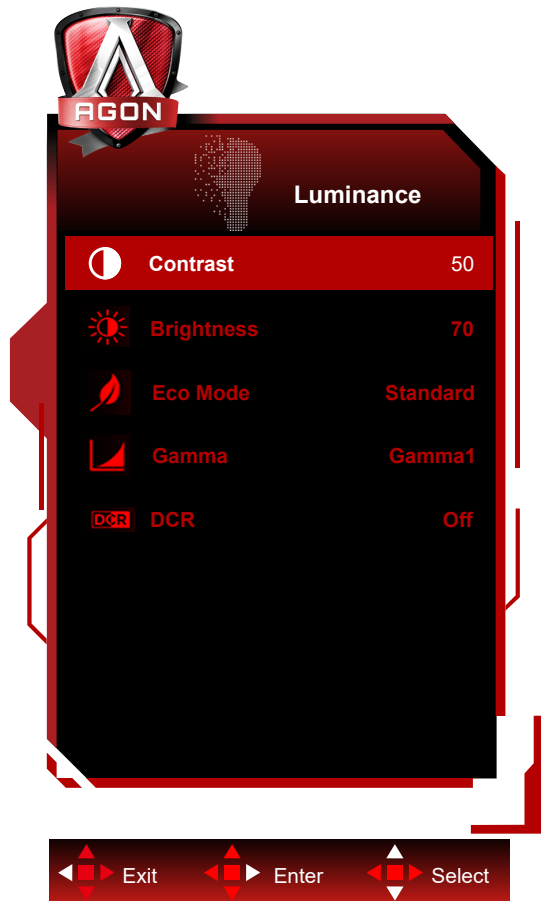 AGON
Luminance
Contrast 50
Brightness 70
Eco Mode Standard
Gamma Gamma1
DCR DCR Off
Exit Enter Select